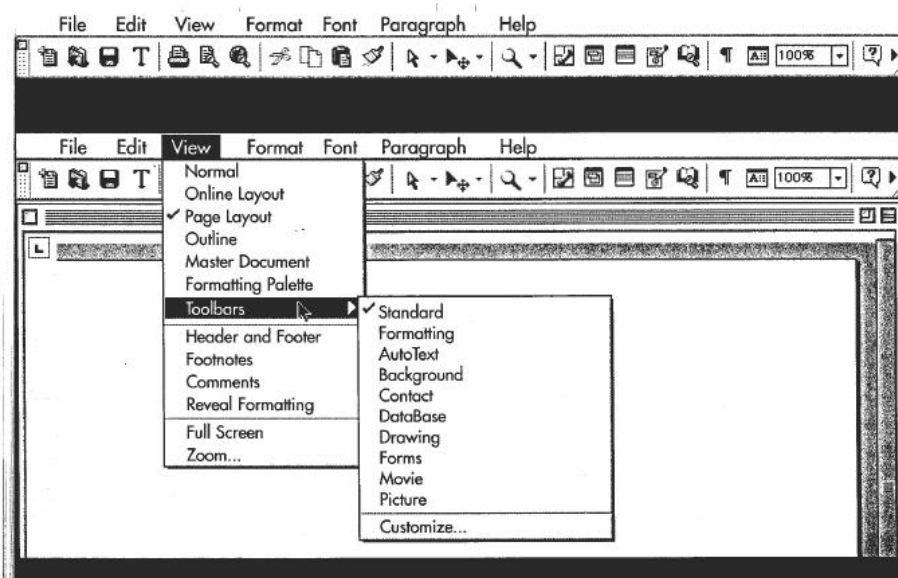 File Edit View Format Font Paragraph Help
T ¶ A 100% ?
File Edit View Format Font Paragraph Help
T ¶ A 100% ?
L
Normal
Online Layout
✓ Page Layout
Outline
Master Document
Formatting Palette
Toolbars
Header and Footer
Footnotes
Comments
Reveal Formatting
Full Screen
Zoom...
✓ Standard
Formatting
AutoText
Background
Contact
DataBase
Drawing
Forms
Movie
Picture
Customize...